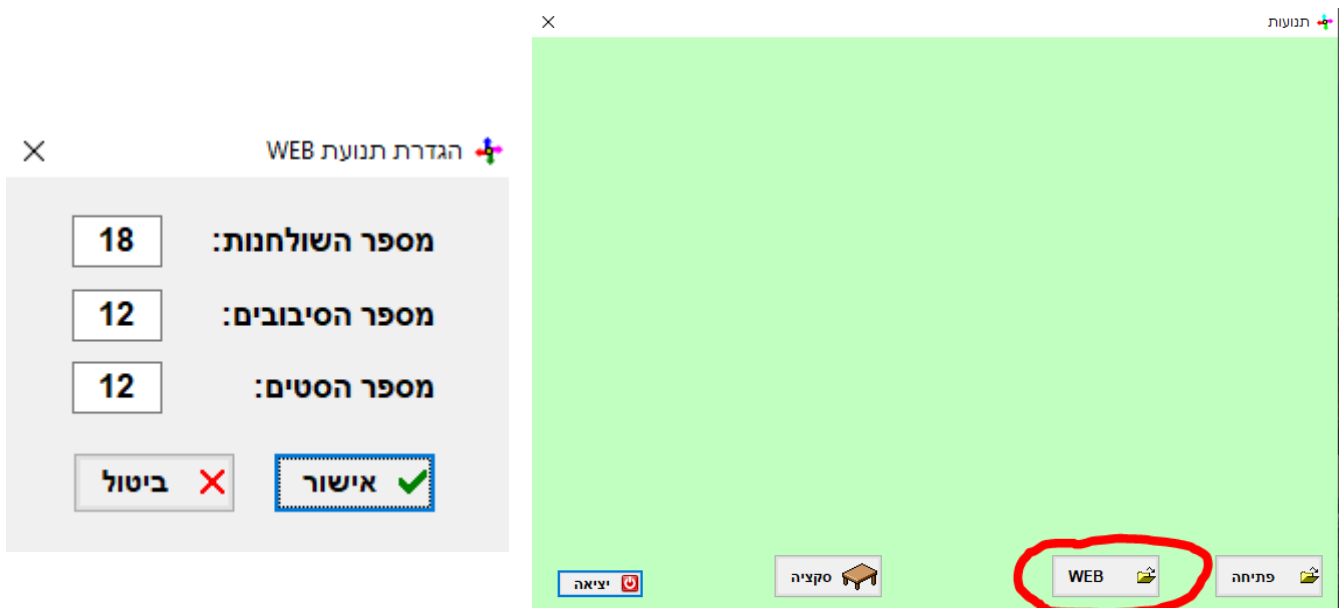 תנועות
פתיחה
WEB
סקציה
יציאה
הגדרת תנועת WEB
מספר השולחנות: 18
מספר הסיבובים: 12
מספר הסטים: 12
אישור
ביטול